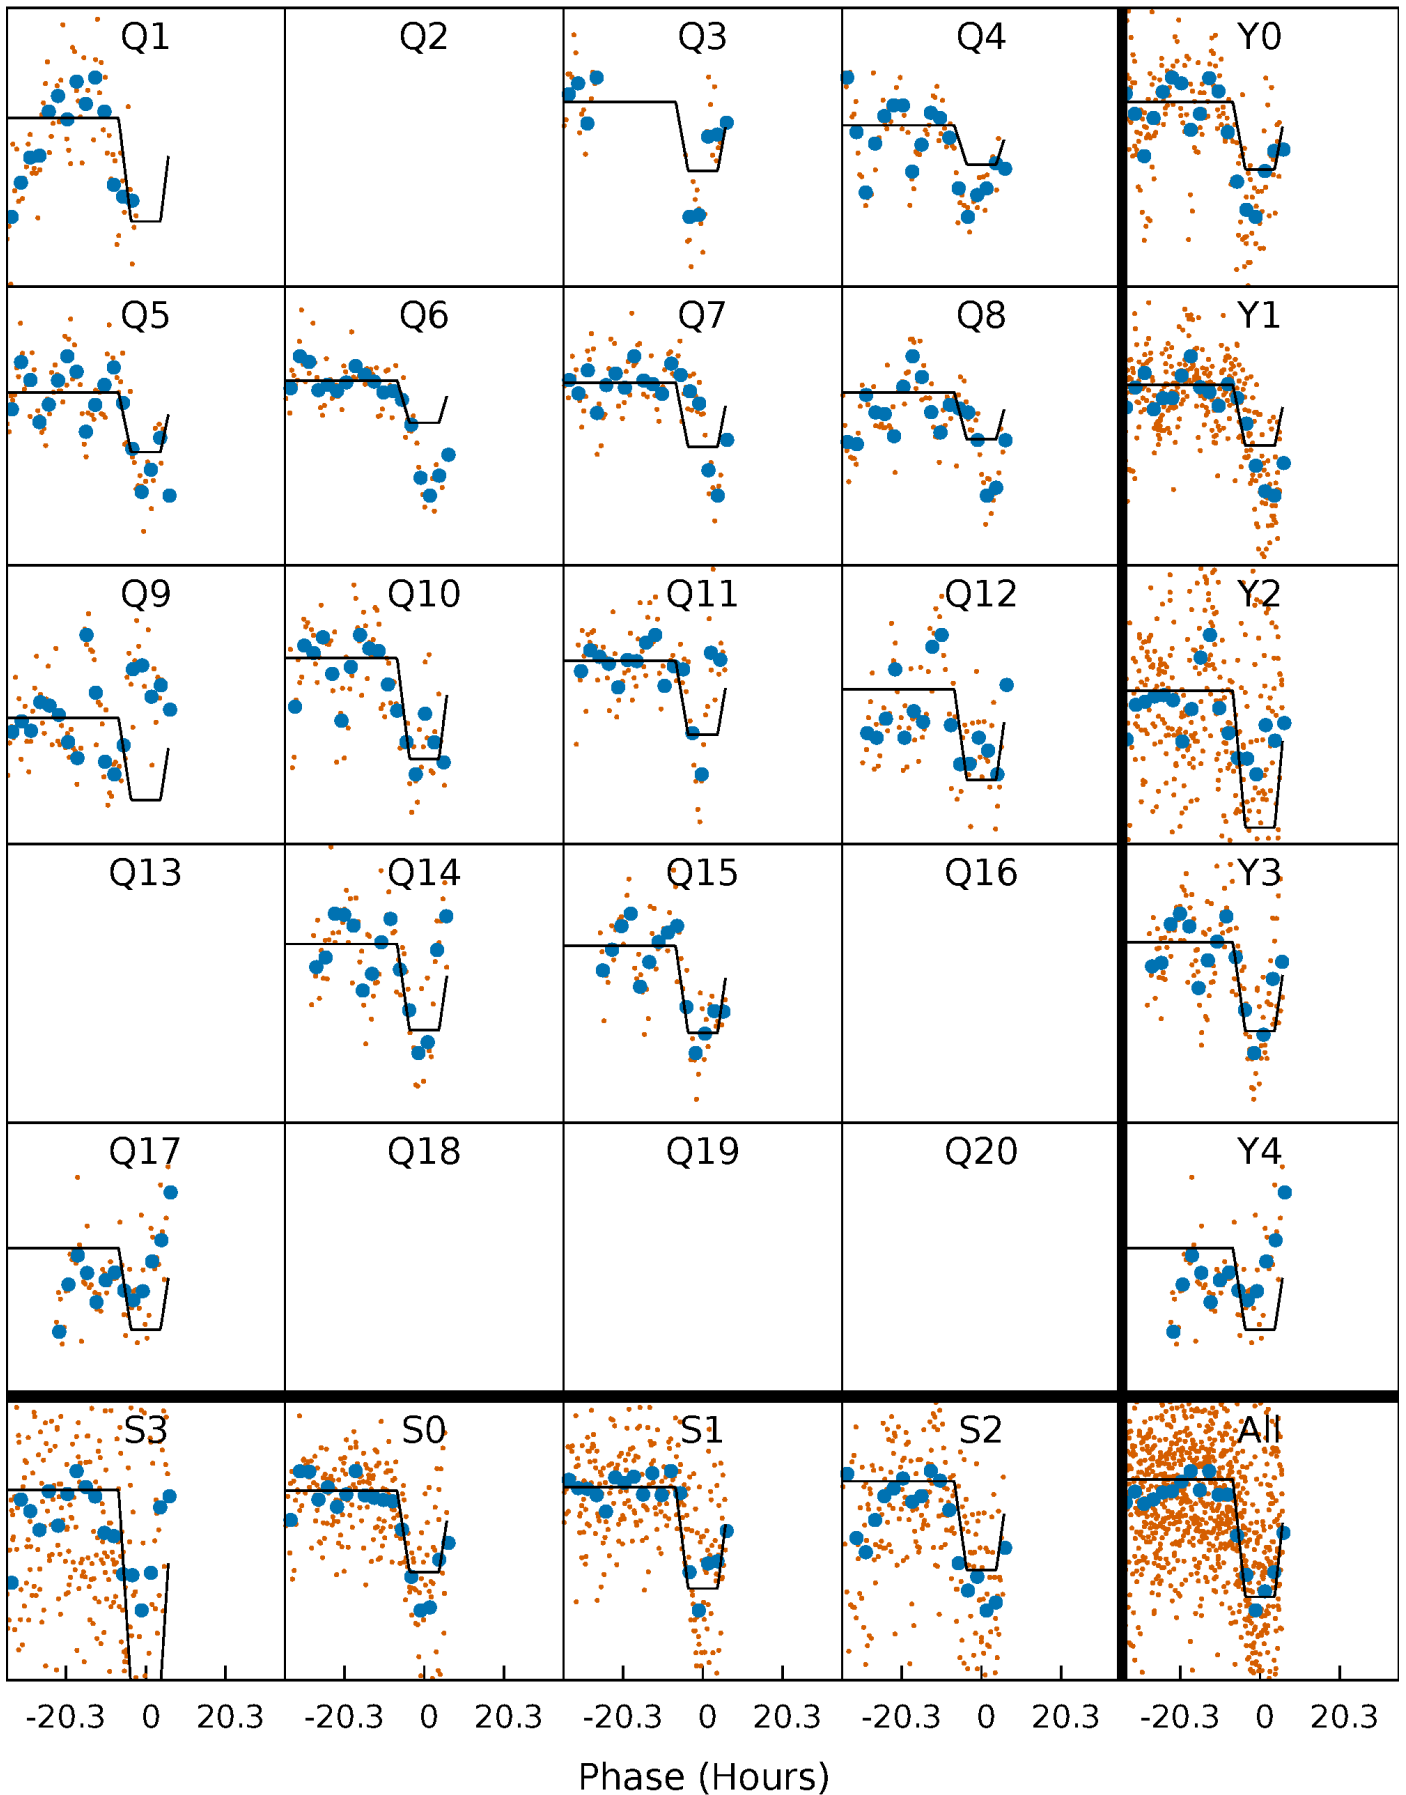 Q1 Q2 Q3 Q4 Y0
Q5 Q6 Q7 Q8 Y1
Q9 Q10 Q11 Q12 Y2
Q13 Q14 Q15 Q16 Y3
Q17 Q18 Q19 Q20 Y4
S3 S0 S1 S2 All
-20.3 0 20.3 -20.3 0 20.3 -20.3 0 20.3 -20.3 0 20.3 -20.3 0 20.3
Phase (Hours)